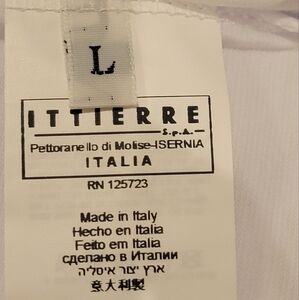 L
ITTIERRE
S.p.A.
Pettoranello di Molise-ISERNIA
ITALIA
RN 125723
Made in Italy
Hecho en Italia
Feito em Italia
сделано в Италии
ארץ יצור איטליה
意大利製